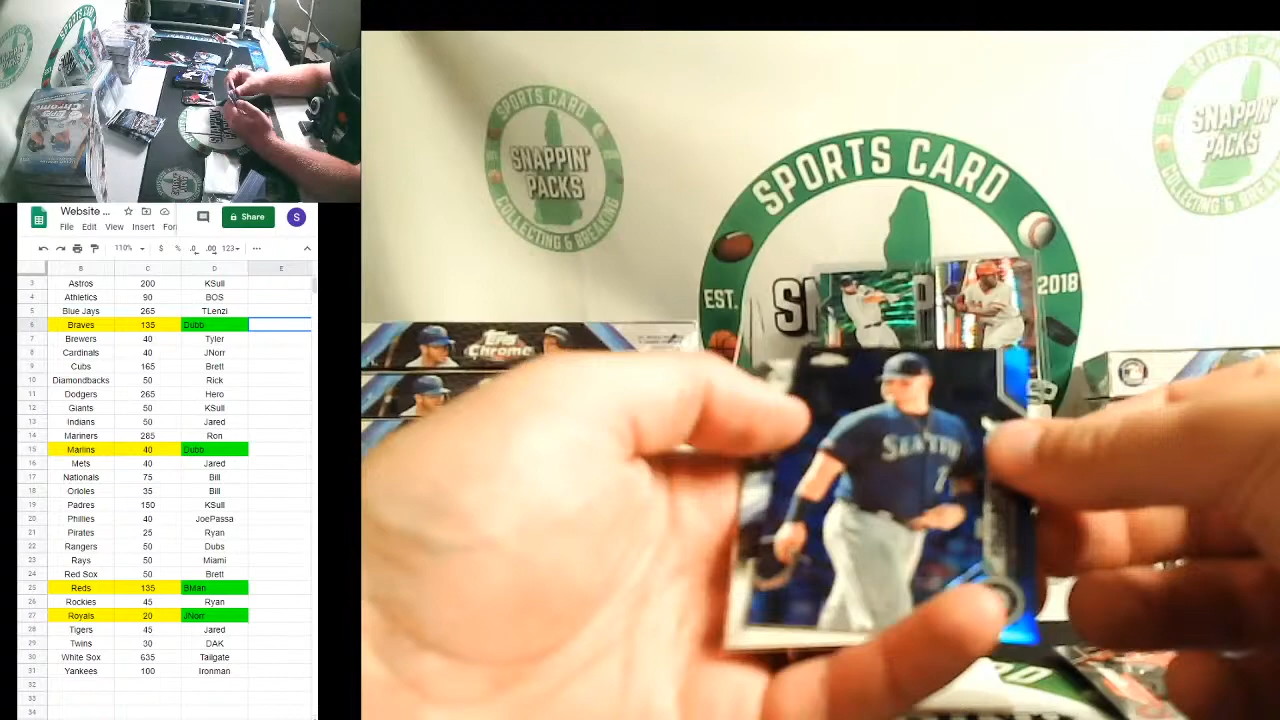 SPORTS CARD
SNAPPIN'
PACKS
COLLECTING & BREAKING
SPORTS CARD
EST.
2018
SNAPPIN'
PACKS
Topps
Chrome
Website ...
Share
S
File Edit View Insert For
110% $ % .0 .00 123
B C D E
3 Astros 200 KSull
4 Athletics 90 BOS
5 Blue Jays 265 TLenzi
6 Braves 135 Dubb
7 Brewers 40 Tyler
8 Cardinals 40 JNorr
9 Cubs 165 Brett
10 Diamondbacks 50 Rick
11 Dodgers 265 Hero
12 Giants 50 KSull
13 Indians 50 Jared
14 Mariners 285 Ron
15 Marlins 40 Dubb
16 Mets 40 Jared
17 Nationals 75 Bill
18 Orioles 35 Bill
19 Padres 150 KSull
20 Phillies 40 JoePassa
21 Pirates 25 Ryan
22 Rangers 50 Dubs
23 Rays 50 Miami
24 Red Sox 50 Brett
25 Reds 135 BMan
26 Rockies 45 Ryan
27 Royals 20 JNorr
28 Tigers 45 Jared
29 Twins 30 DAK
30 White Sox 635 Tailgate
31 Yankees 100 Ironman
32
33
34